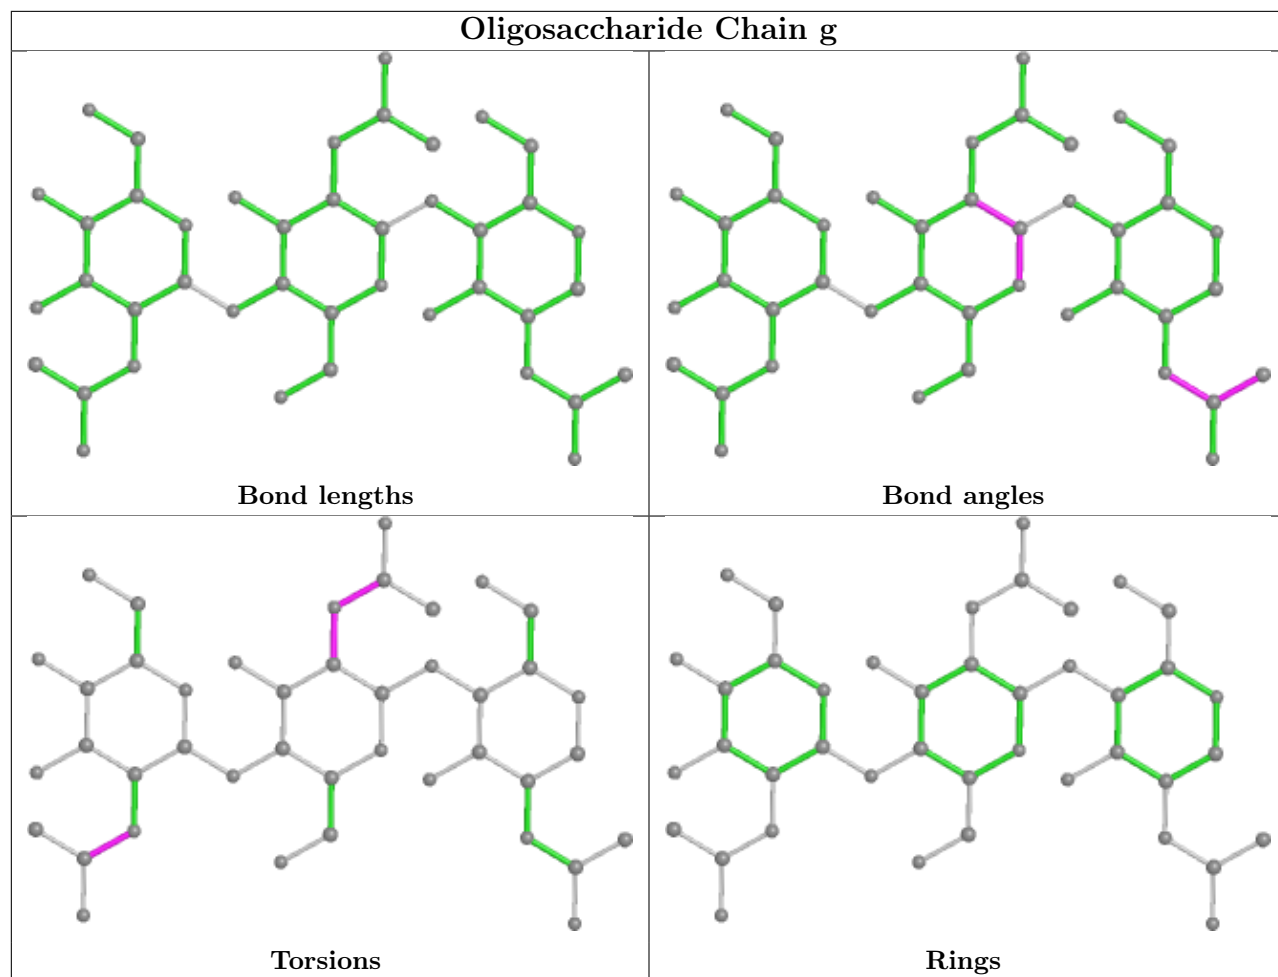 Oligosaccharide Chain g
Bond lengths
Bond angles
Torsions
Rings